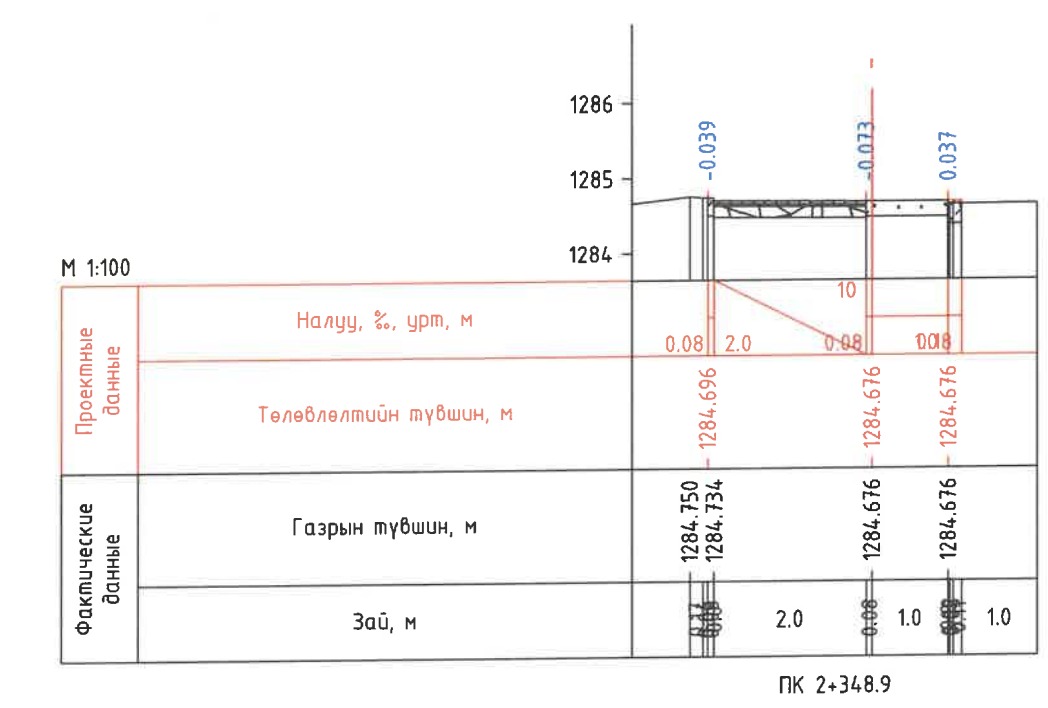 1286
-0.039
-0.073
0.037
1285
1284
М 1:100
Проектные
данные
Налуу, ‰, урт, м
10
0.08
2.0
0.08
Төлөвлөлтийн түвшин, м
1284.696
1284.676
1284.676
Фактические
данные
Газрын түвшин, м
1284.750
1284.734
1284.676
1284.676
Зай, м
2.0
0.08
1.0
1.0
ПК 2+348.9